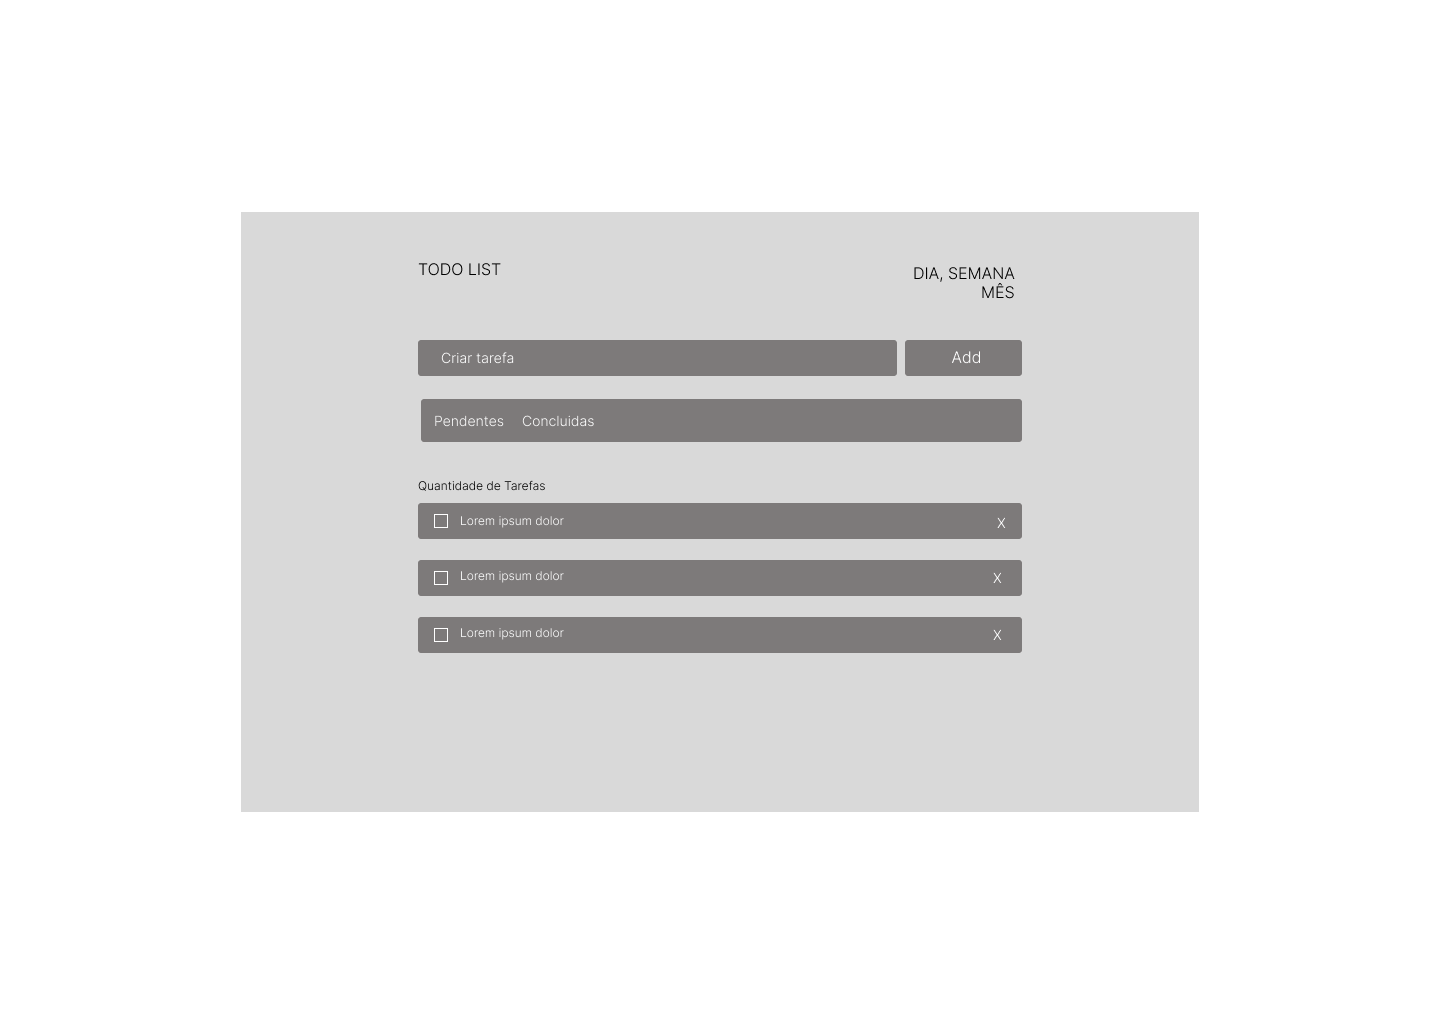 TODO LIST
DIA, SEMANA
MÊS
Criar tarefa
Add
Pendentes Concluidas
Quantidade de Tarefas
Lorem ipsum dolor X
Lorem ipsum dolor X
Lorem ipsum dolor X